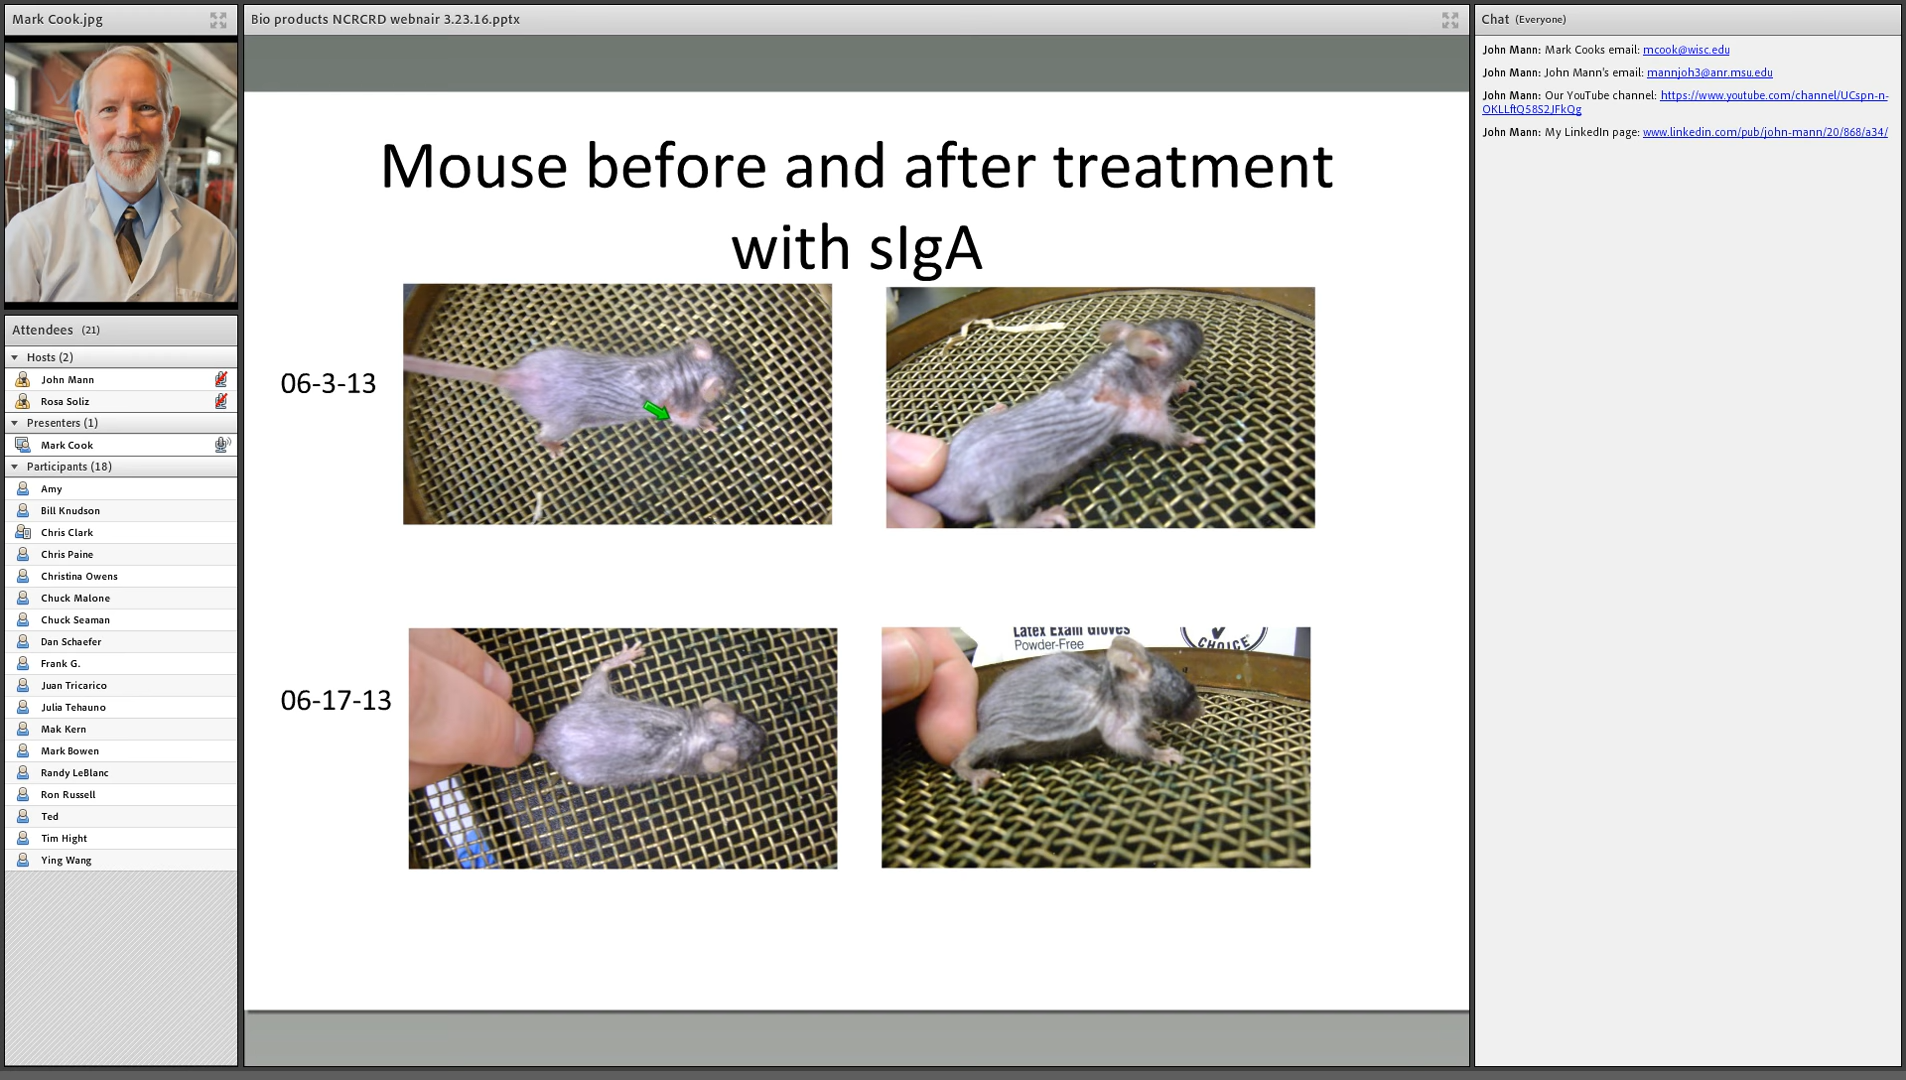 Mark Cook.jpg
Attendees (21)
Hosts (2)
John Mann
Rosa Soliz
Presenters (1)
Mark Cook
Participants (18)
Amy
Bill Knudson
Chris Clark
Chris Paine
Christina Owens
Chuck Malone
Chuck Seaman
Dan Schaefer
Frank G.
Juan Tricarico
Julia Tehauno
Mak Kern
Mark Bowen
Randy LeBlanc
Ron Russell
Ted
Tim Hight
Ying Wang
Bio products NCRCRD webnair 3.23.16.pptx
Mouse before and after treatment
with sIgA
06-3-13
06-17-13
Latex Exam Gloves
Powder-Free
CHOICE
Chat (Everyone)
John Mann: Mark Cooks email: mcook@wisc.edu
John Mann: John Mann's email: mannjoh3@anr.msu.edu
John Mann: Our YouTube channel: https://www.youtube.com/channel/UCspn-n-
OKLLftQ58S2JFkQg
John Mann: My LinkedIn page: www.linkedin.com/pub/john-mann/20/868/a34/